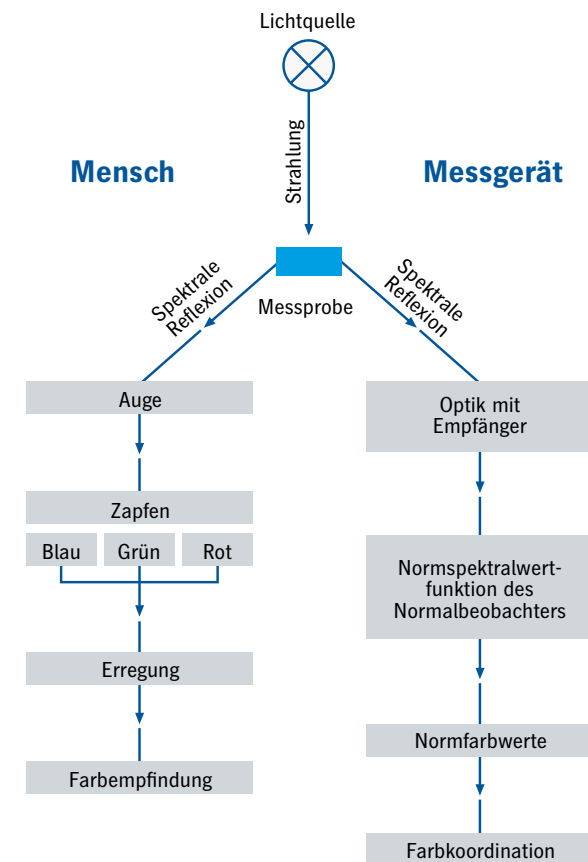 Lichtquelle
Strahlung
Mensch
Messgerät
Spektrale
Reflexion
Messprobe
Spektrale
Reflexion
Auge
Zapfen
Blau
Grün
Rot
Erregung
Farbempfindung
Optik mit
Empfänger
Normspektralwert-
funktion des
Normalbeobachters
Normfarbwerte
Farbkoordination